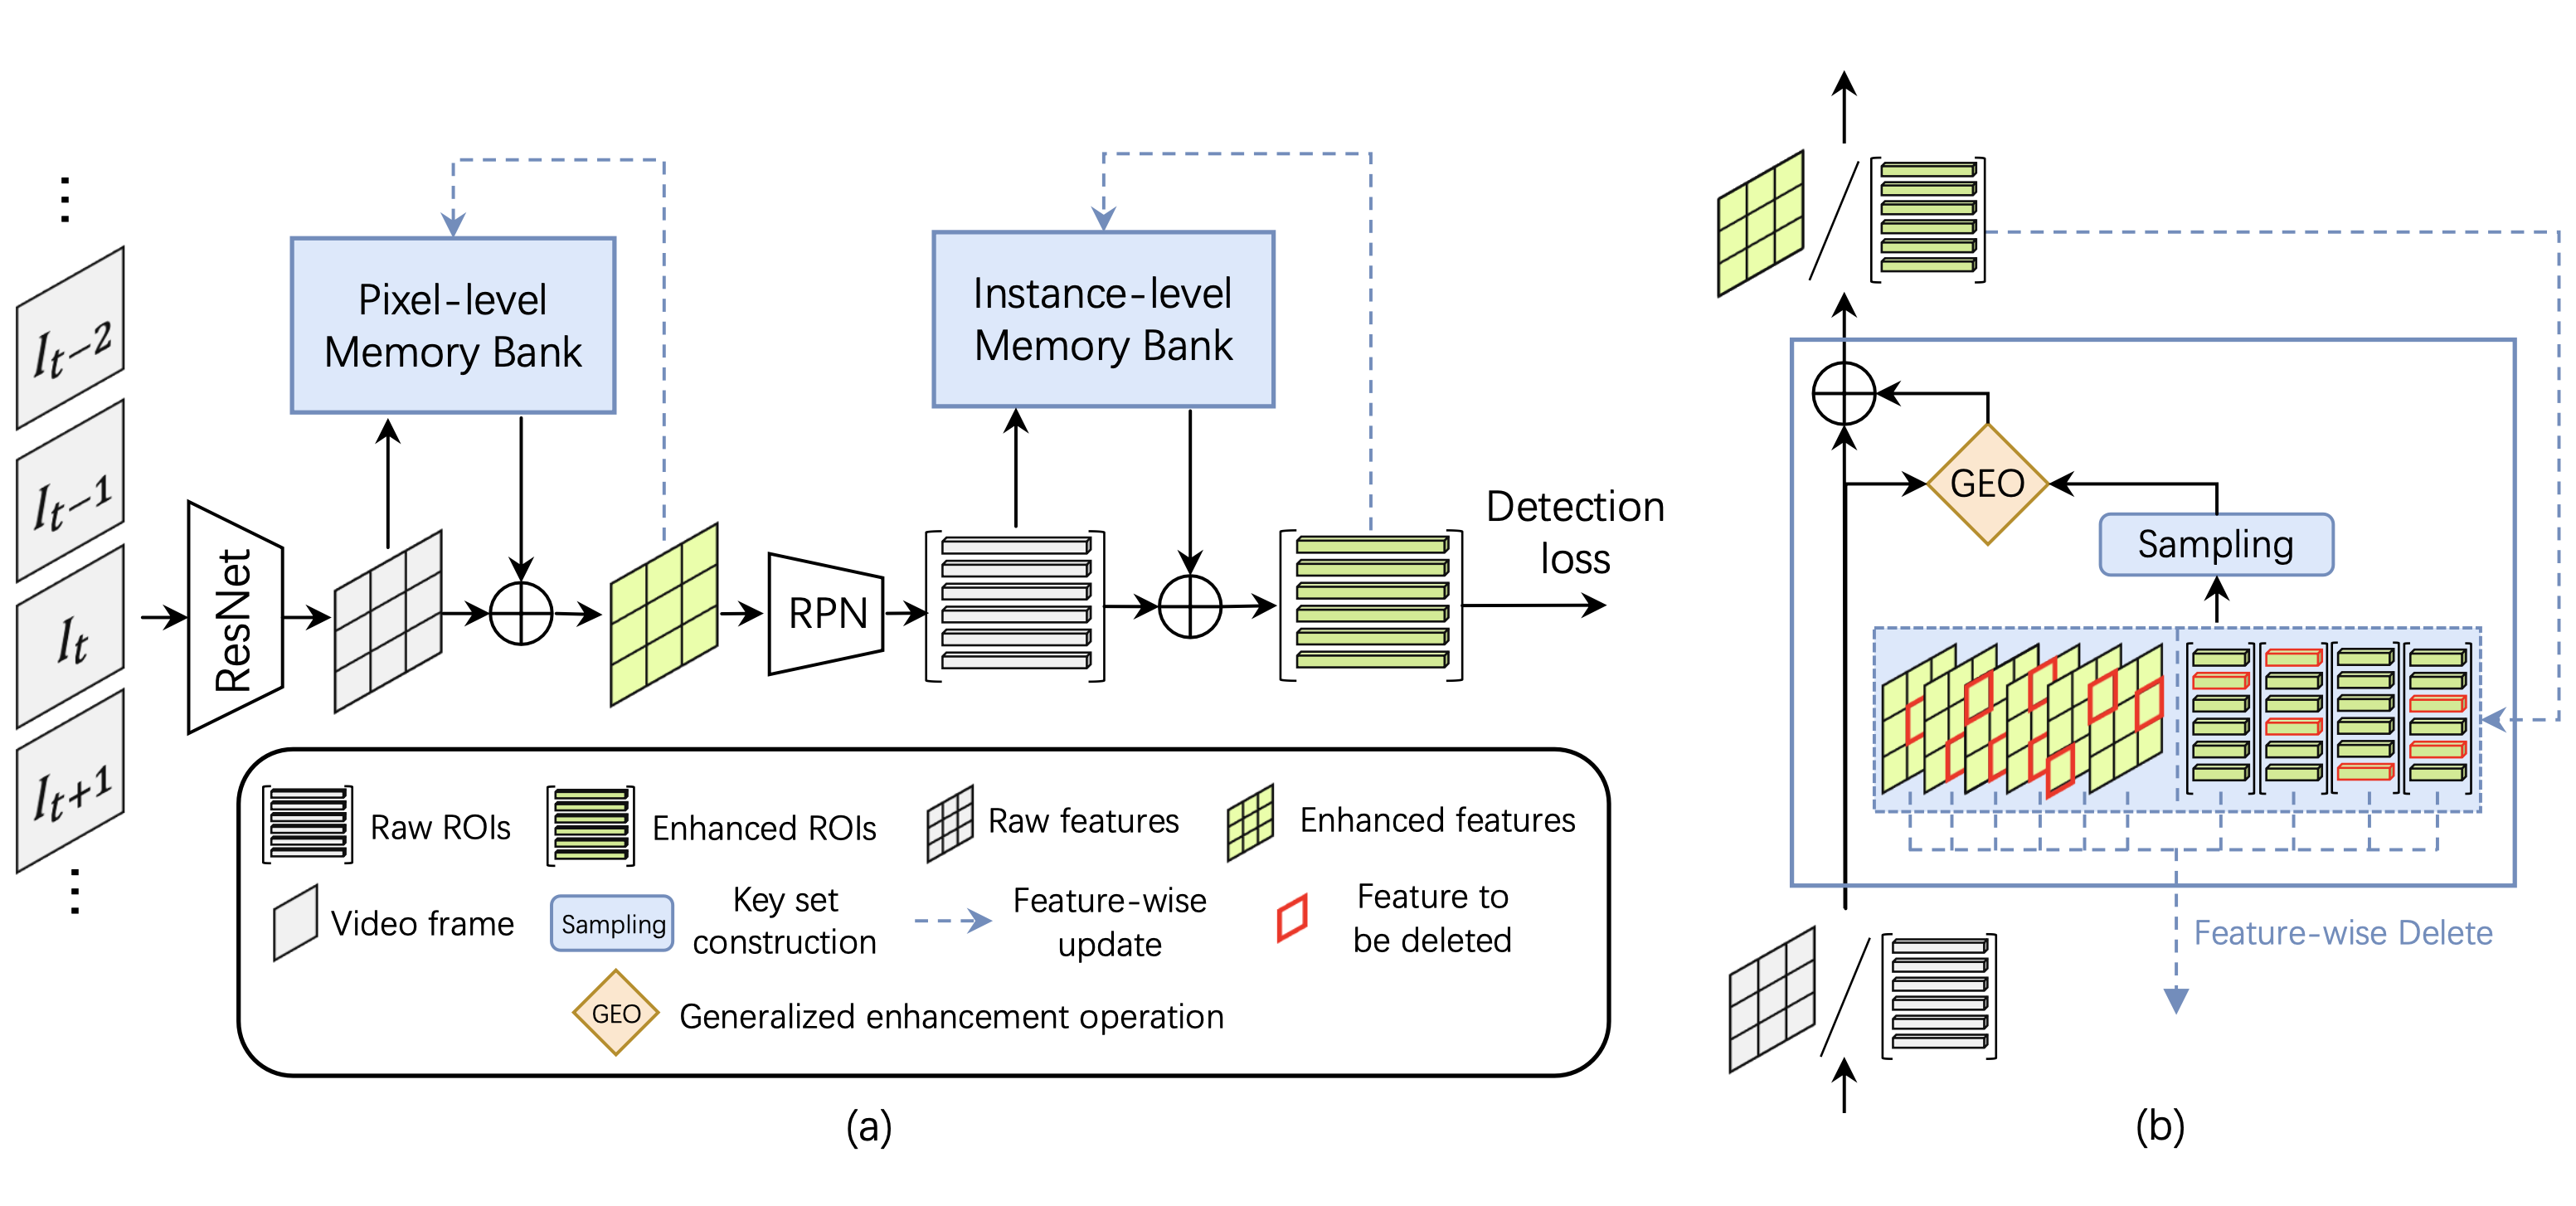 ⋮
I_{t-2}
I_{t-1}
I_t
I_{t+1}
⋮
ResNet
Pixel-level
Memory Bank
RPN
Instance-level
Memory Bank
Detection
loss
Raw ROIs
Enhanced ROIs
Raw features
Enhanced features
Video frame
Sampling
Key set
construction
Feature-wise
update
Feature to
be deleted
GEO
Generalized enhancement operation
(a)
GEO
Sampling
Feature-wise Delete
(b)